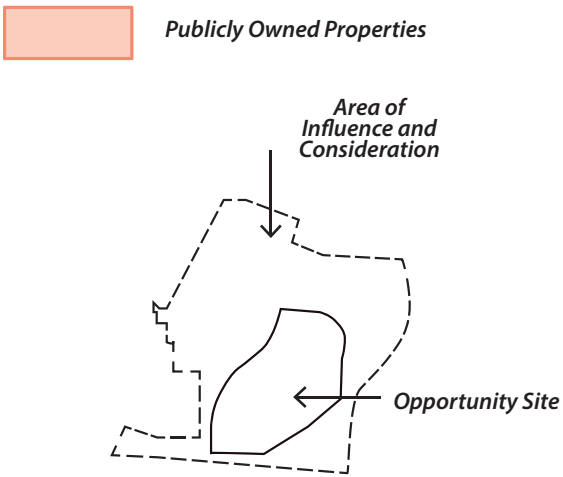 Publicly Owned Properties
Area of
Influence and
Consideration
Opportunity Site